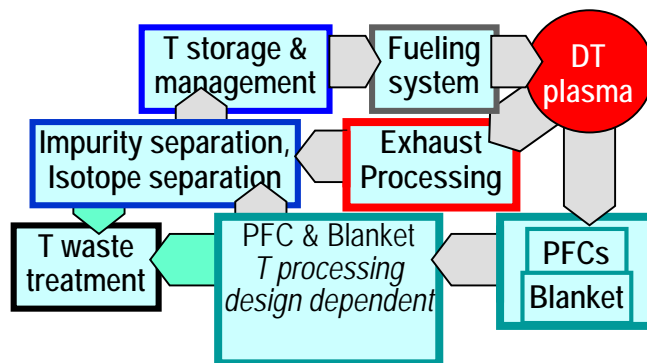 T storage &
management
Fueling
system
DT
plasma
Impurity separation,
Isotope separation
Exhaust
Processing
T waste
treatment
PFC & Blanket
T processing
design dependent
PFCs
Blanket